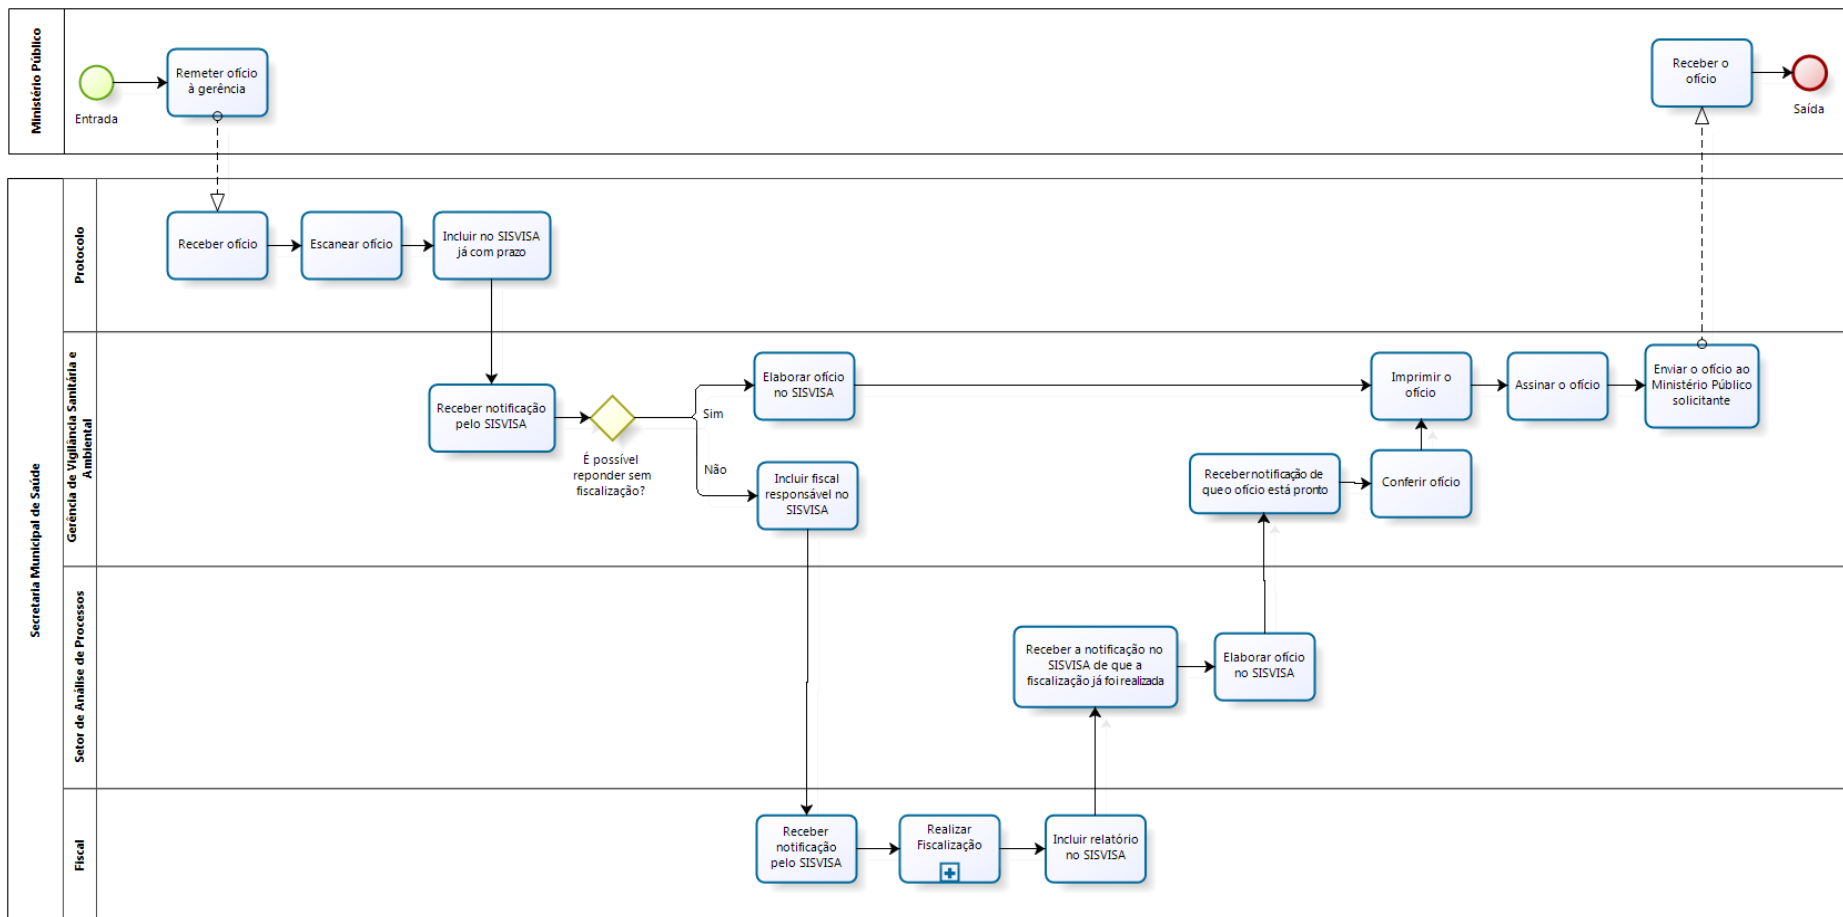 Ministério Público
Entrada
Remeter ofício
à gerência
Receber o
ofício
Saída
Secretaria Municipal de Saúde
Protocolo
Receber ofício
Escanear ofício
Incluir no SISVISA
já com prazo
Gerência de Vigilância Sanitária e
Ambiental
Receber notificação
pelo SISVISA
É possível
responder sem
fiscalização?
Sim
Não
Elaborar ofício
no SISVISA
Incluir fiscal
responsável no
SISVISA
Receber notificação de
que o ofício está pronto
Conferir ofício
Imprimir o
ofício
Assinar o ofício
Enviar o ofício ao
Ministério Público
solicitante
Setor de Análise de Processos
Receber a notificação no
SISVISA de que a
fiscalização já foi realizada
Elaborar ofício
no SISVISA
Fiscal
Receber
notificação
pelo SISVISA
Realizar
Fiscalização
Incluir relatório
no SISVISA